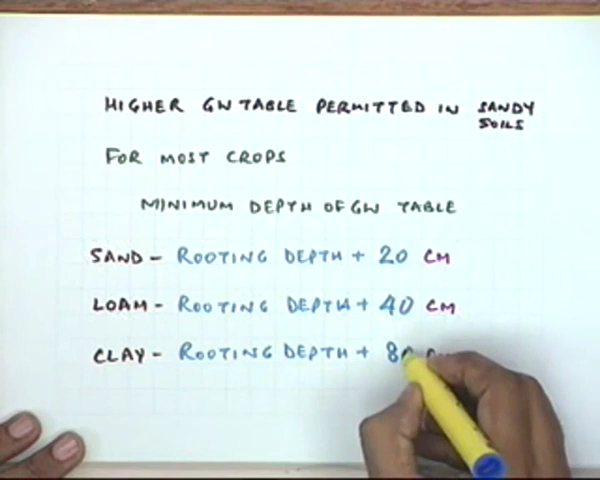 HIGHER GW TABLE PERMITTED IN SANDY SOILS
FOR MOST CROPS
MINIMUM DEPTH OF GW TABLE
SAND - ROOTING DEPTH + 20 CM
LOAM - ROOTING DEPTH + 40 CM
CLAY - ROOTING DEPTH + 80